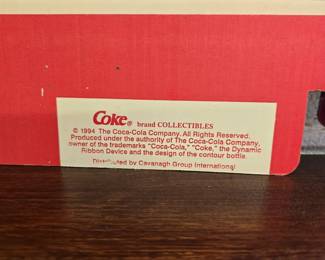 Coke® brand COLLECTIBLES
© 1994 The Coca-Cola Company. All Rights Reserved.
Produced under the authority of The Coca-Cola Company,
owner of the trademarks "Coca-Cola," "Coke," the Dynamic
Ribbon Device and the design of the contour bottle.
Distributed by Cavanagh Group International